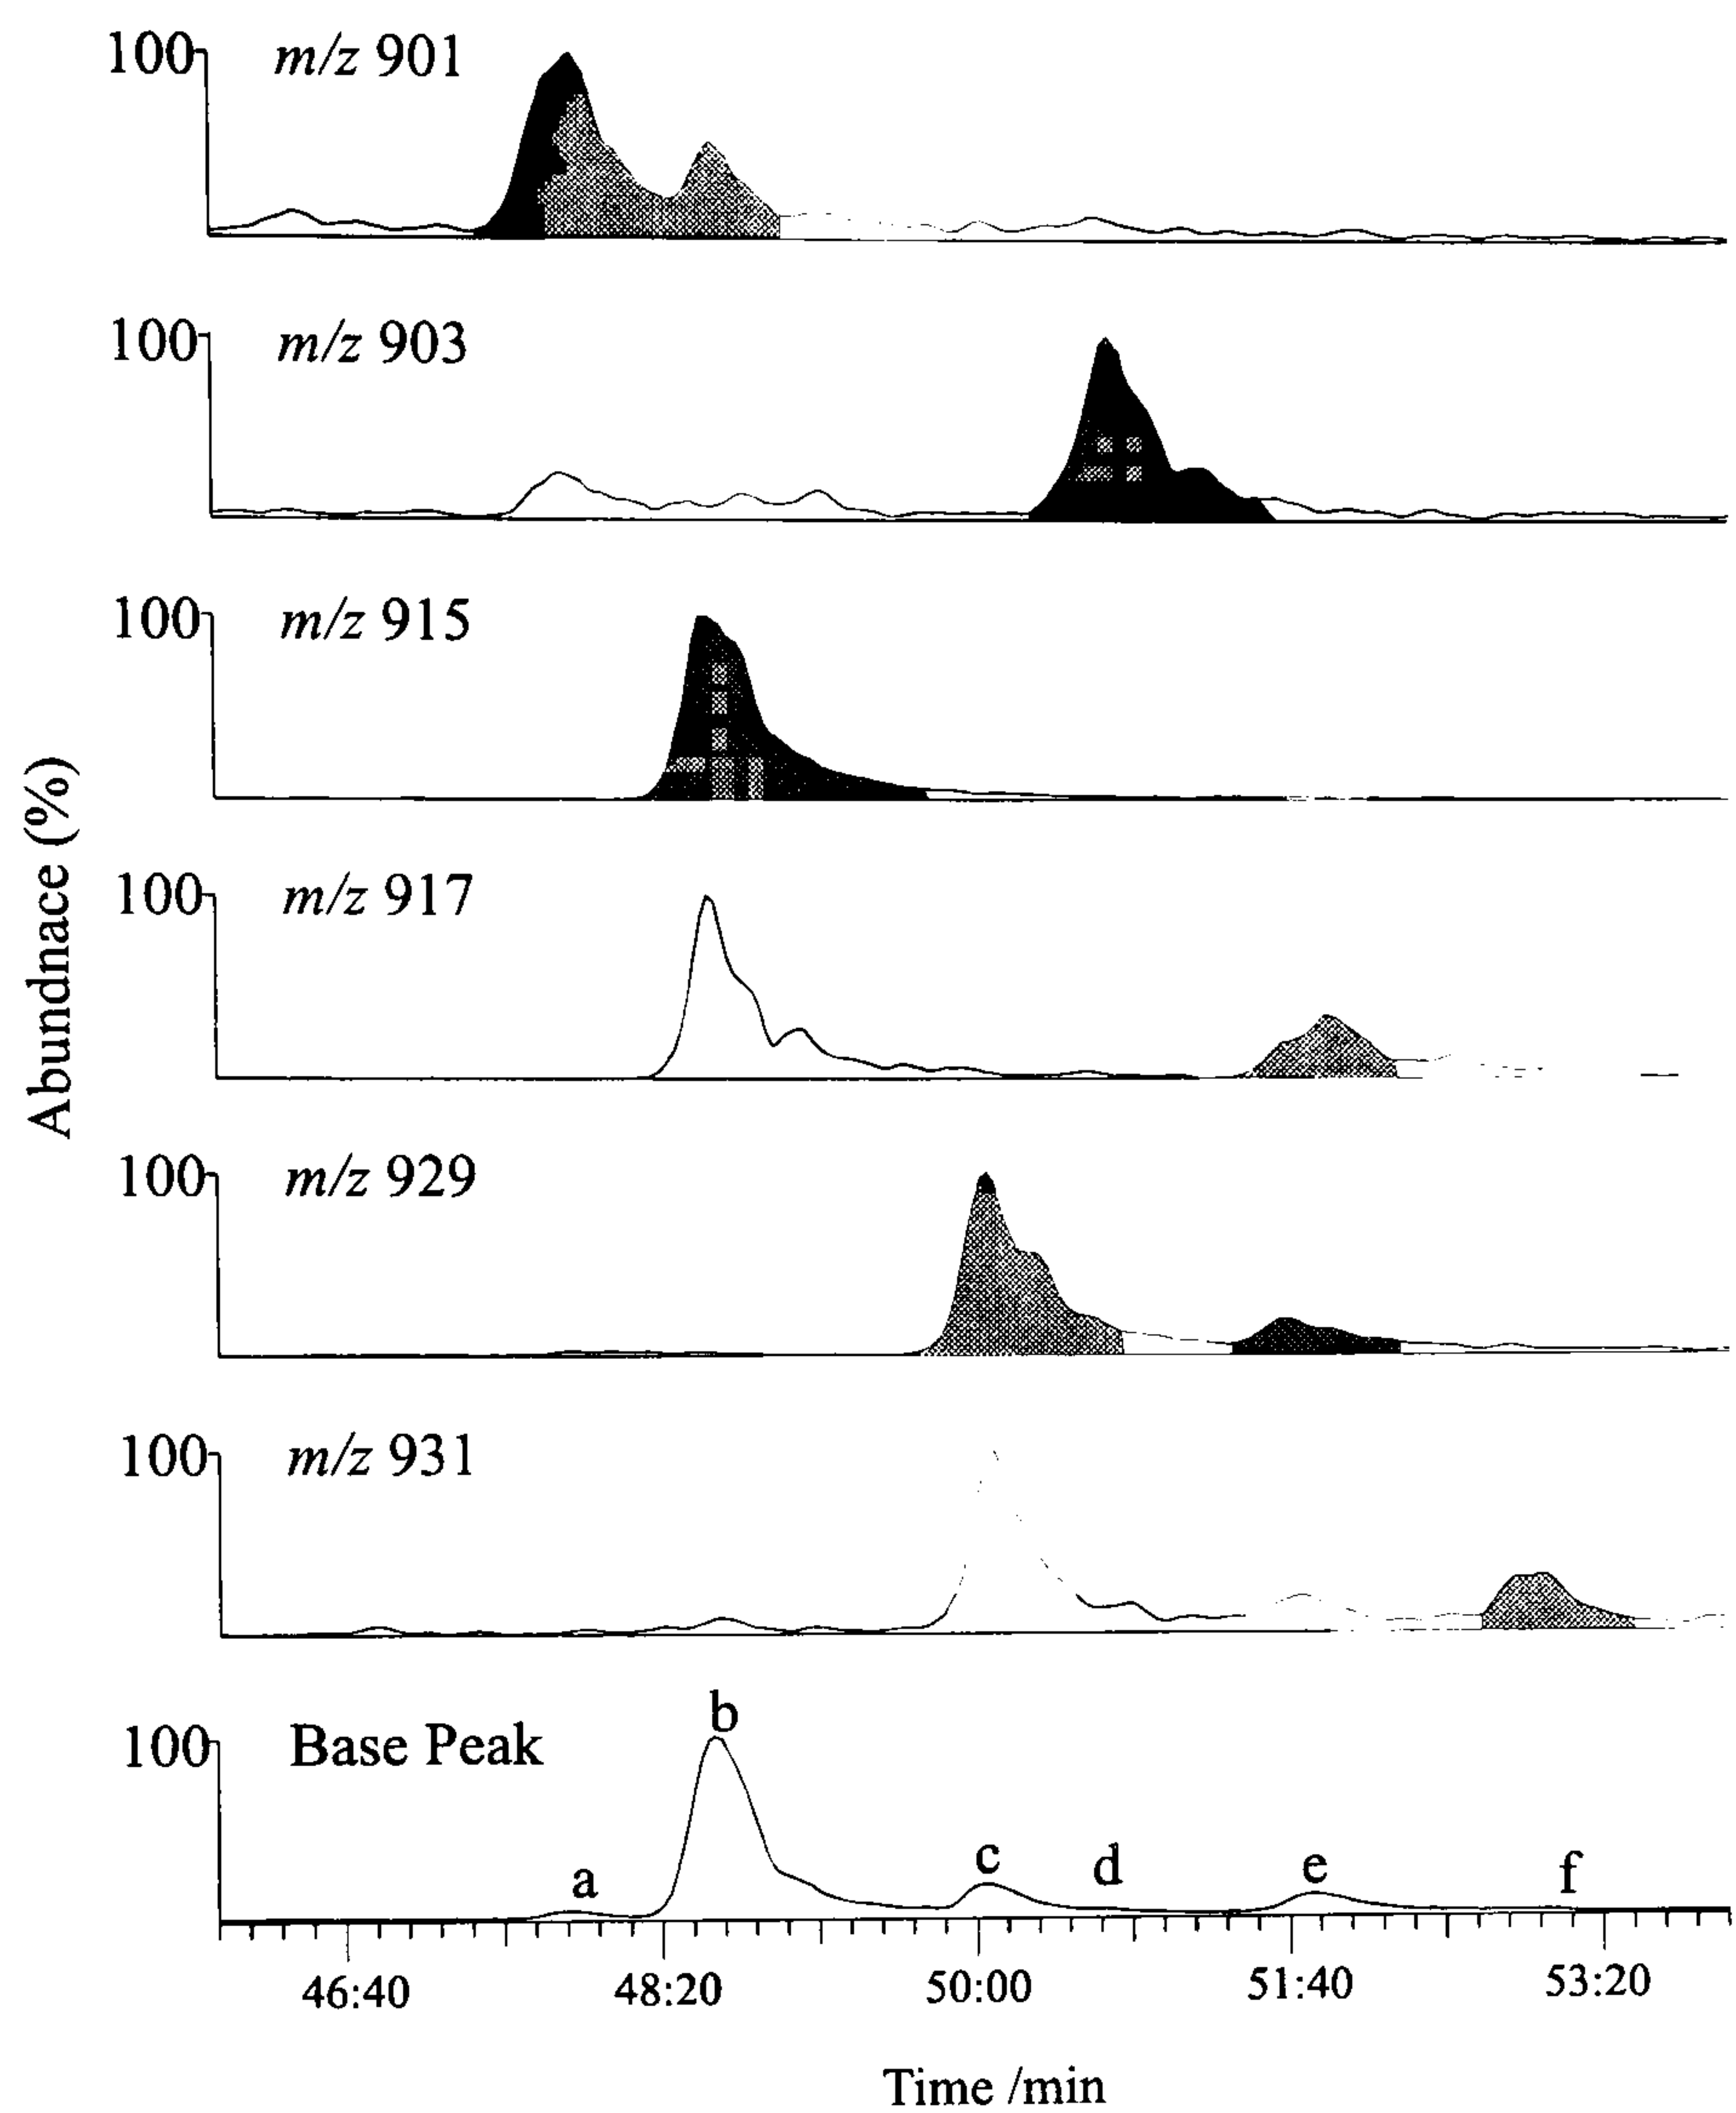 100 m/z 901
100 m/z 903
100 m/z 915
100 m/z 917
100 m/z 929
100 m/z 931
100 Base Peak
a b c d e f
46:40 48:20 50:00 51:40 53:20
Time /min
Abundnace (%)